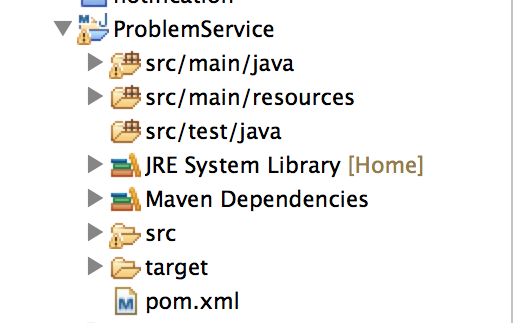 notification
ProblemService
src/main/java
src/main/resources
src/test/java
JRE System Library [Home]
Maven Dependencies
src
target
pom.xml